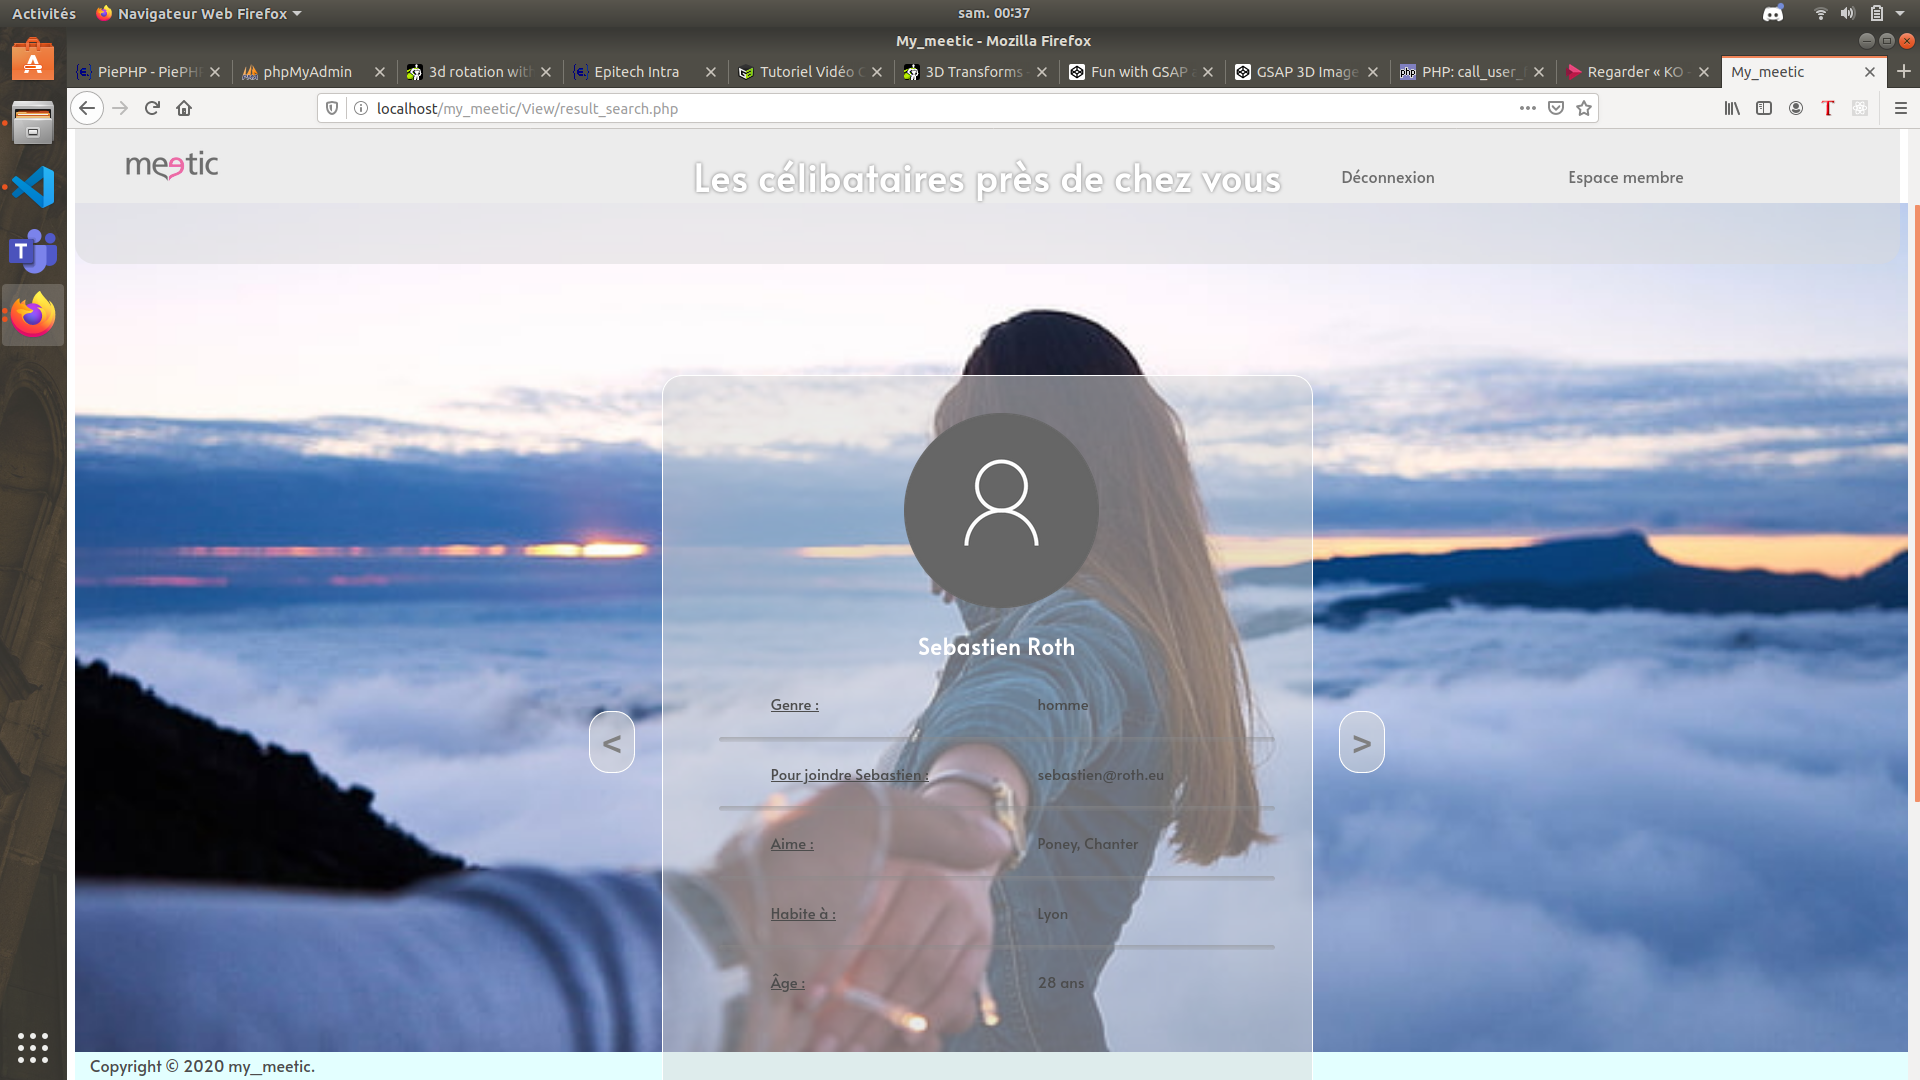 Activités Navigateur Web Firefox sam. 00:37
My_meetic - Mozilla Firefox
PiePHP - PiePH phpMyAdmin 3d rotation wit Epitech Intra Tutoriel Vidéo 3D Transforms Fun with GSAP GSAP 3D Image PHP: call_user_ Regarder « KO My_meetic
localhost/my_meetic/View/result_search.php
meetic Les célibataires près de chez vous Déconnexion Espace membre
Sebastien Roth
Genre : homme
< >
Pour joindre Sebastien : sebastien@roth.eu
Aime : Poney, Chanter
Habite à : Lyon
Âge : 28 ans
Copyright © 2020 my_meetic.